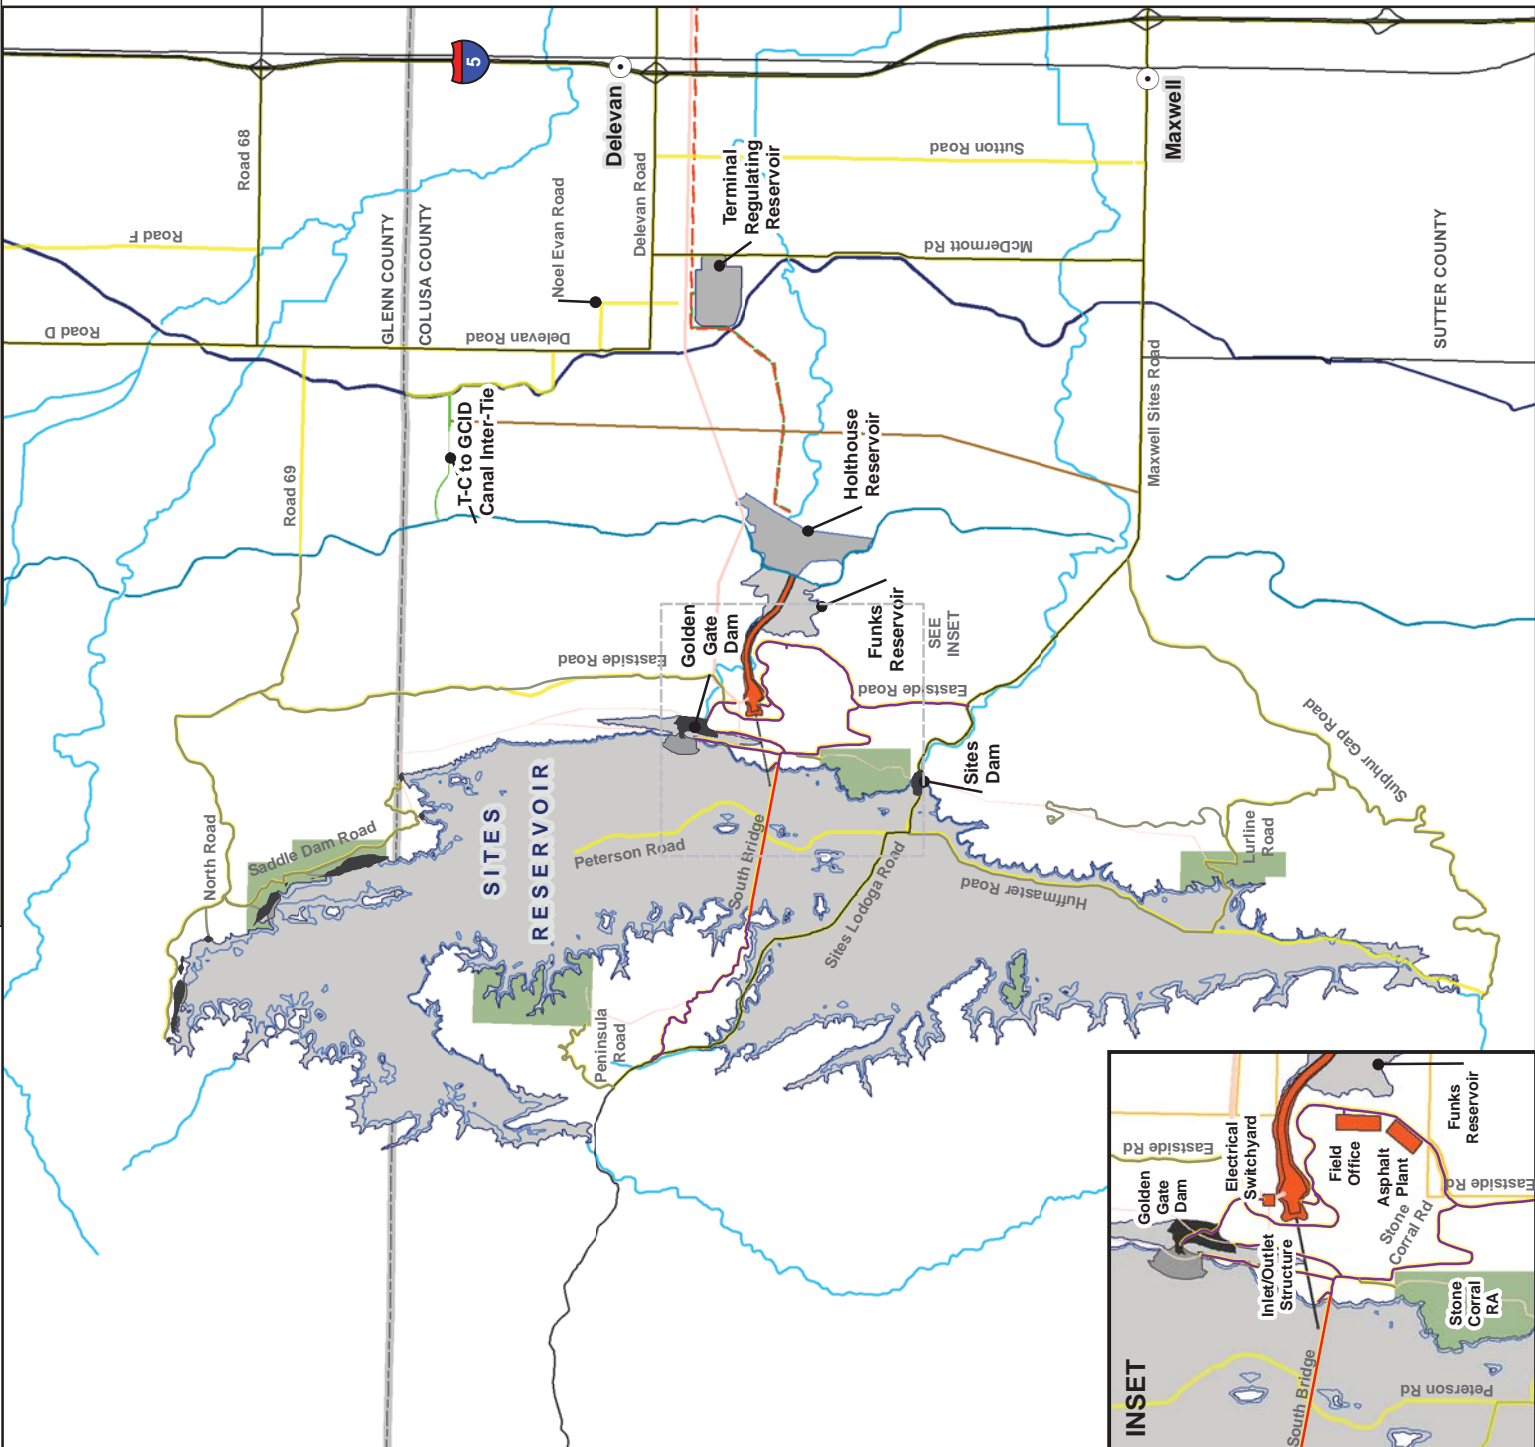 5
Delevan
Maxwell
Road 68
Road F
Road D
Road 69
GLENN COUNTY
COLUSA COUNTY
Noel Evan Road
Delevan Road
Delevan Road
Terminal
Regulating
Reservoir
Sutton Road
McDermott Rd
SUTTER COUNTY
Maxwell Sites Road
T-C to GCID
Canal Inter-Tie
Holthouse
Reservoir
Funks
Reservoir
SEE
INSET
Golden
Gate
Dam
Eastside Road
Eastside Road
Sites
Dam
Sulphur Gap Road
Lurline
Road
Huffmaster Road
Sites Lodoga Road
South Bridge
Peterson Road
SITES
RESERVOIR
North Road
Saddle Dam Road
Peninsula
Road
INSET
Eastside Rd
Golden
Gate
Dam
Electrical
Switchyard
Field
Office
Asphalt
Plant
Funks
Reservoir
Eastside Rd
Stone
Corral Rd
Inlet/Outlet
Structure
Stone
Corral
RA
South Bridge
Peterson Rd